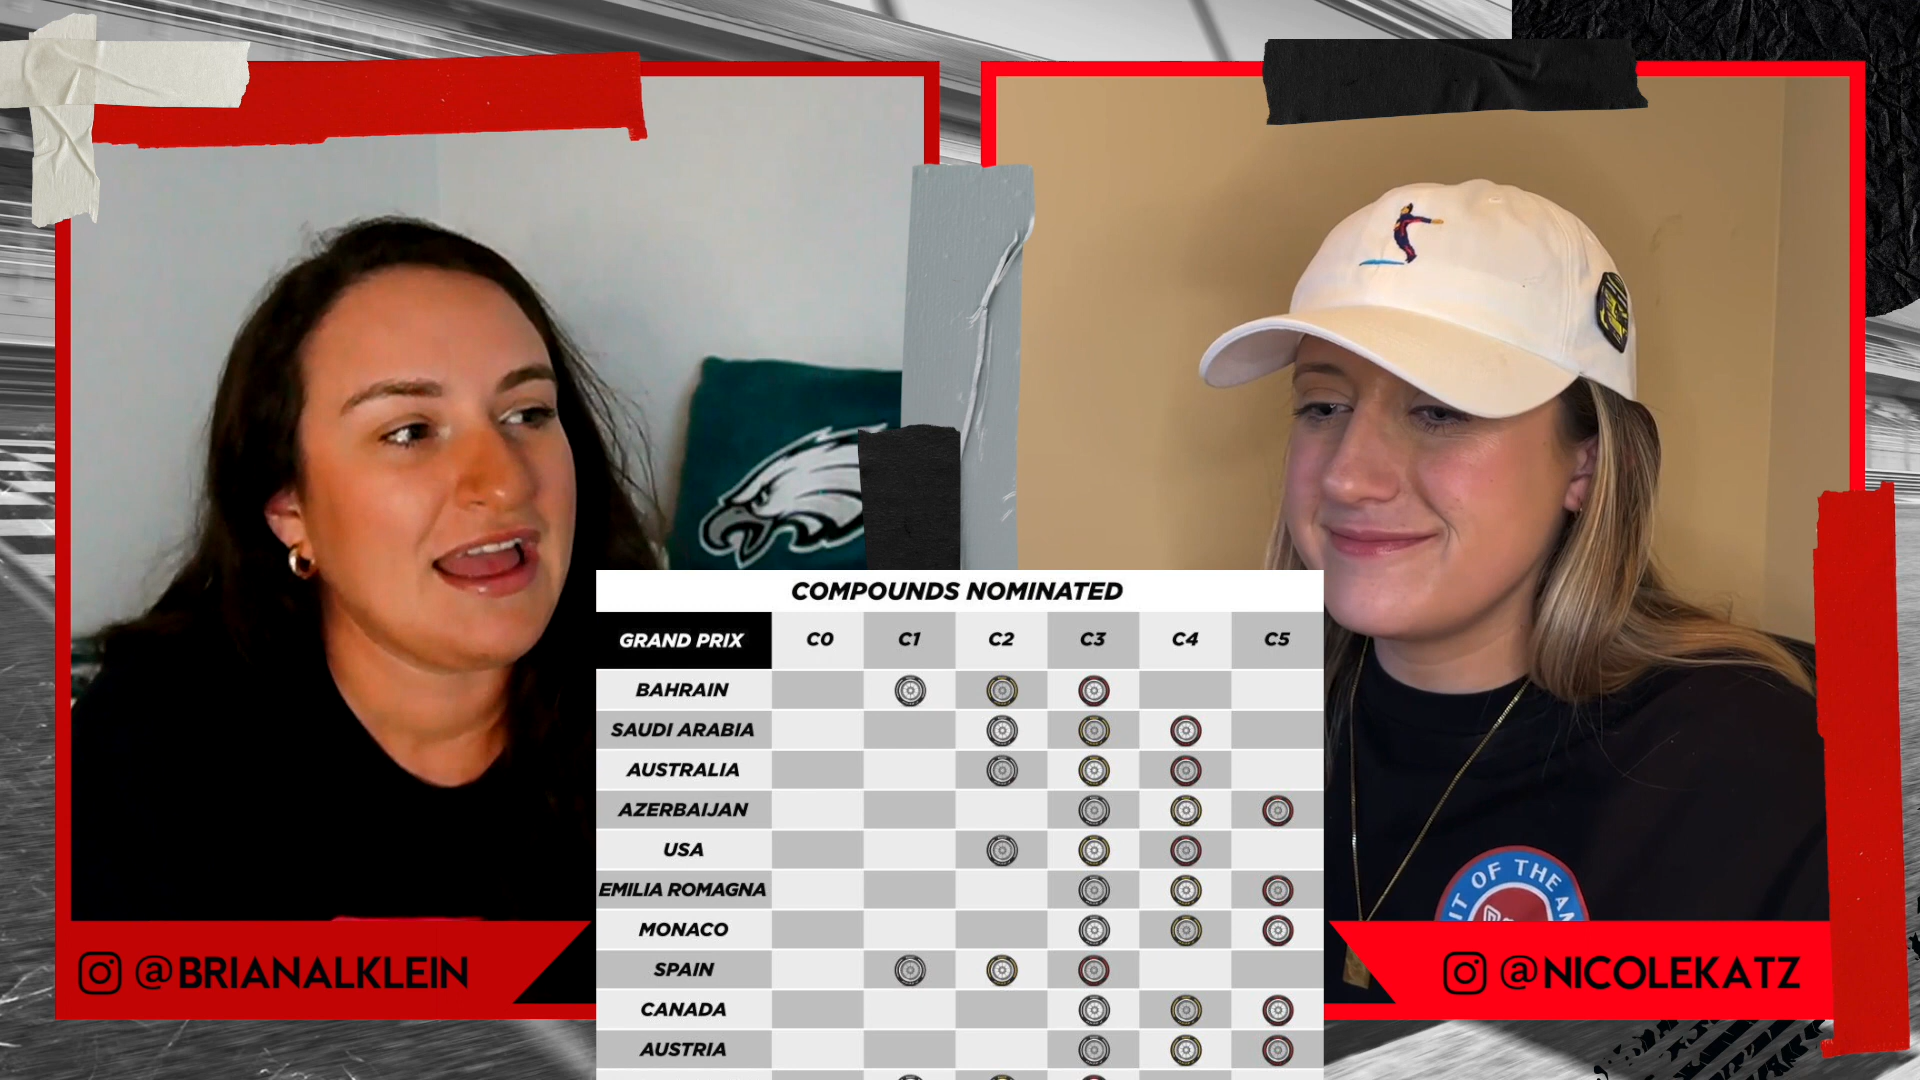 COMPOUNDS NOMINATED
GRAND PRIX C0 C1 C2 C3 C4 C5
BAHRAIN
SAUDI ARABIA
AUSTRALIA
AZERBAIJAN
USA
EMILIA ROMAGNA
MONACO
SPAIN
CANADA
AUSTRIA
OF THE
@BRIANALKLEIN
@NICOLEKATZ